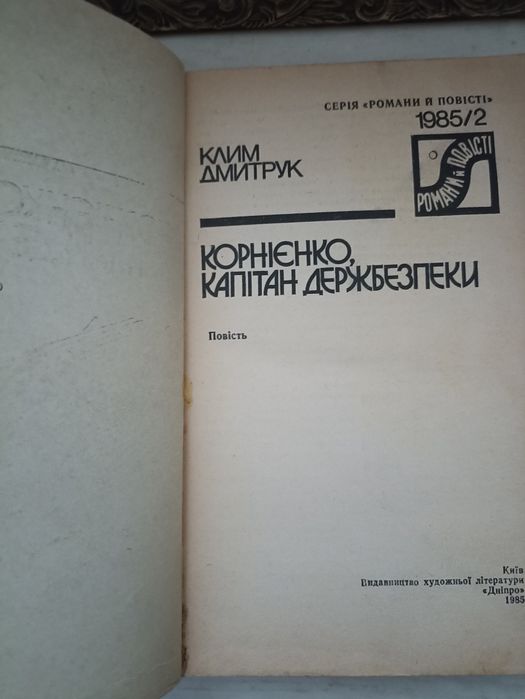 СЕРІЯ «РОМАНИ Й ПОВІСТІ»
1985/2
РОМАНИ Й ПОВІСТІ
КЛИМ
ДМИТРУК
КОРНІЄНКО,
КАПІТАН ДЕРЖБЕЗПЕКИ
Повість
Київ
Видавництво художньої літератури
«Дніпро»
1985